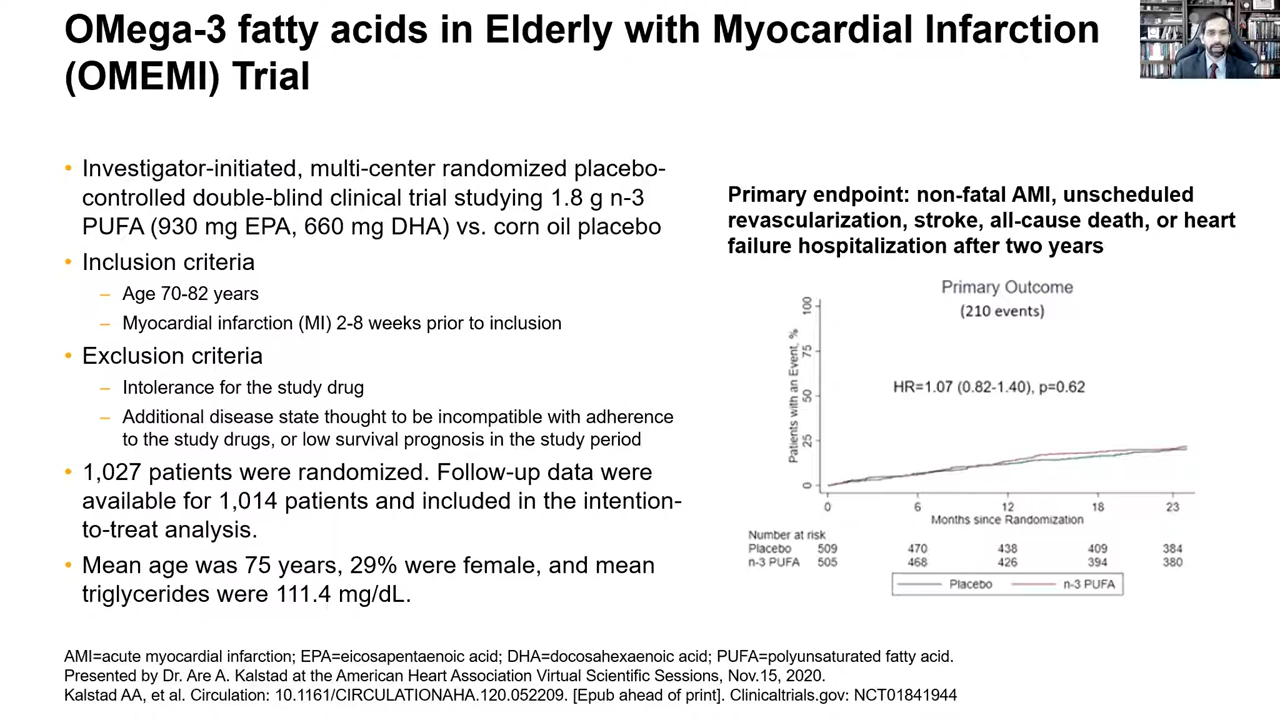 OMega-3 fatty acids in Elderly with Myocardial Infarction
(OMEMI) Trial
• Investigator-initiated, multi-center randomized placebo-
controlled double-blind clinical trial studying 1.8 g n-3
PUFA (930 mg EPA, 660 mg DHA) vs. corn oil placebo
• Inclusion criteria
– Age 70-82 years
– Myocardial infarction (MI) 2-8 weeks prior to inclusion
• Exclusion criteria
– Intolerance for the study drug
– Additional disease state thought to be incompatible with adherence
to the study drugs, or low survival prognosis in the study period
• 1,027 patients were randomized. Follow-up data were
available for 1,014 patients and included in the intention-
to-treat analysis.
• Mean age was 75 years, 29% were female, and mean
triglycerides were 111.4 mg/dL.
Primary endpoint: non-fatal AMI, unscheduled
revascularization, stroke, all-cause death, or heart
failure hospitalization after two years
Primary Outcome
(210 events)
Patients with an Event, %
100
75
50
25
0
HR=1.07 (0.82-1.40), p=0.62
0 6 12 18 23
Months since Randomization
Number at risk
Placebo 509 470 438 409 384
n-3 PUFA 505 468 426 394 380
Placebo n-3 PUFA
AMI=acute myocardial infarction; EPA=eicosapentaenoic acid; DHA=docosahexaenoic acid; PUFA=polyunsaturated fatty acid.
Presented by Dr. Are A. Kalstad at the American Heart Association Virtual Scientific Sessions, Nov.15, 2020.
Kalstad AA, et al. Circulation: 10.1161/CIRCULATIONAHA.120.052209. [Epub ahead of print]. Clinicaltrials.gov: NCT01841944